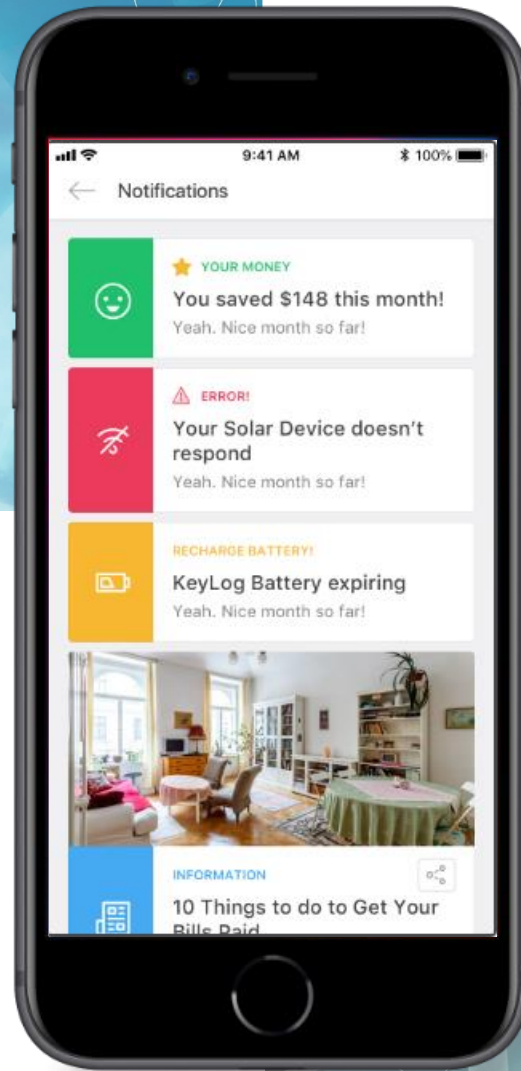 9:41 AM
100%
Notifications
YOUR MONEY
You saved $148 this month!
Yeah. Nice month so far!
ERROR!
Your Solar Device doesn't
respond
Yeah. Nice month so far!
RECHARGE BATTERY!
KeyLog Battery expiring
Yeah. Nice month so far!
INFORMATION
10 Things to do to Get Your
Bills Paid